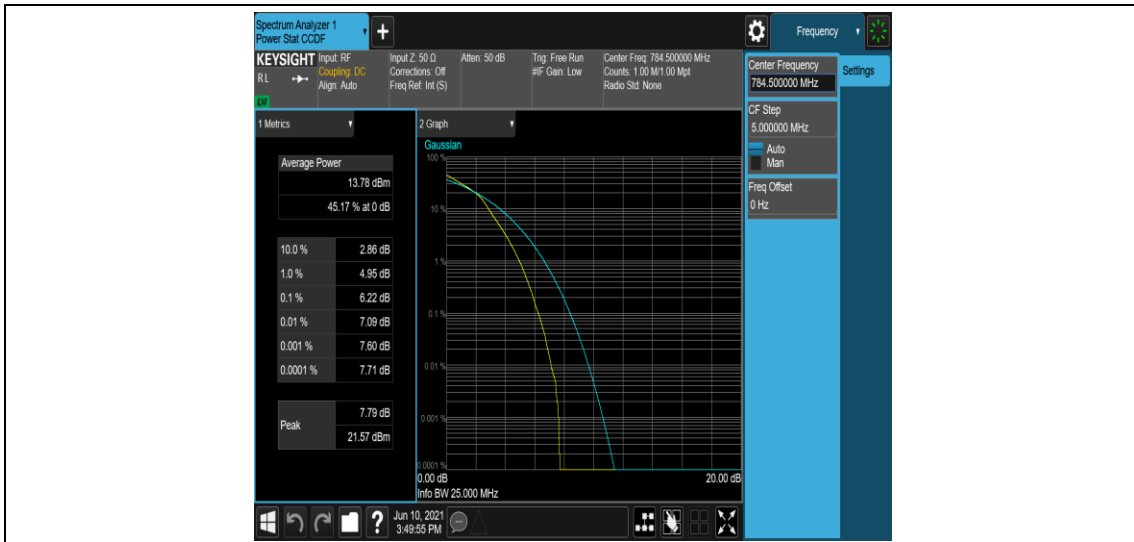 Spectrum Analyzer 1
Power Stat CCDF
+
Frequency
KEYSIGHT
RL
LNI
Input: RF
Coupling: DC
Align: Auto
Input Z: 50 Ω
Corrections: Off
Freq Ref: Int (S)
Atten: 50 dB
Trig: Free Run
#IF Gain: Low
Center Freq: 784.500000 MHz
Counts: 1.00 M/1.00 Mpt
Radio Std: None
Center Frequency
784.500000 MHz
Settings
CF Step
5.000000 MHz
Auto
Man
Freq Offset
0 Hz
1 Metrics
Average Power
13.78 dBm
45.17 % at 0 dB
10.0 % 2.86 dB
1.0 % 4.95 dB
0.1 % 6.22 dB
0.01 % 7.09 dB
0.001 % 7.60 dB
0.0001 % 7.71 dB
Peak
7.79 dB
21.57 dBm
2 Graph
Gaussian
100 %
10 %
1 %
0.1 %
0.01 %
0.001 %
0.0001 %
0.00 dB
20.00 dB
Info BW 25.000 MHz
?
Jun 10, 2021
3:49:55 PM